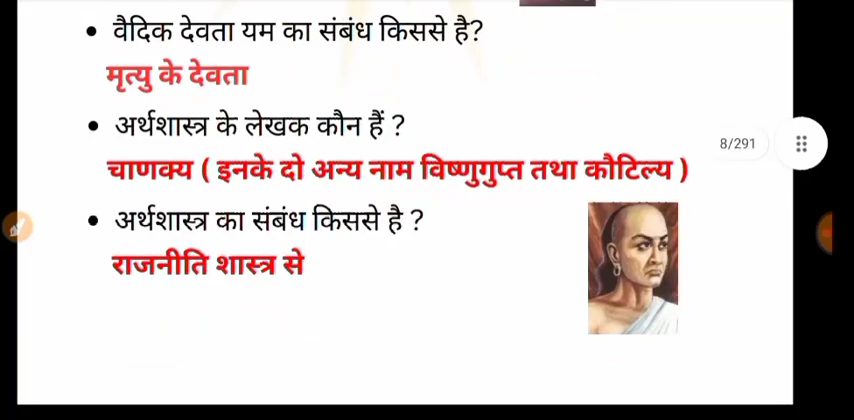 • वैदिक देवता यम का संबंध किससे है?
मृत्यु के देवता
• अर्थशास्त्र के लेखक कौन हैं ?
8/291
चाणक्य ( इनके दो अन्य नाम विष्णुगुप्त तथा कौटिल्य )
• अर्थशास्त्र का संबंध किससे है ?
राजनीति शास्त्र से